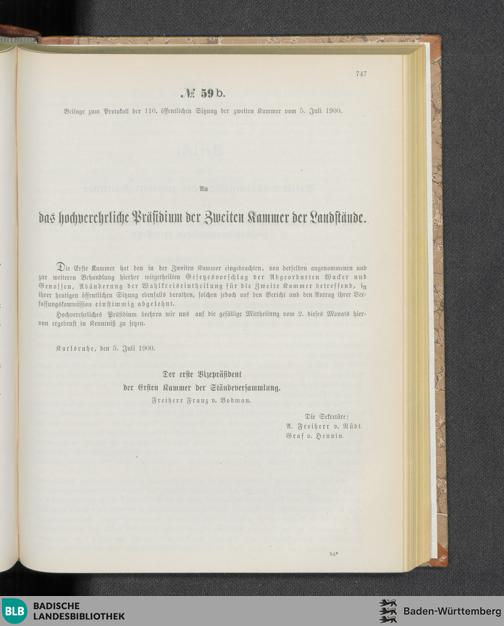 747
№ 59b.
Beilage zum Protokoll der 110. öffentlichen Sitzung der zweiten Kammer vom 5. Juli 1900.
An
das hochverehrliche Präsidium der Zweiten Kammer der Landstände.
Die Erste Kammer hat den in der Zweiten Kammer eingebrachten, von derselben angenommenen und
zur weiteren Behandlung hierher mitgetheilten Gesetzesvorschlag der Abgeordneten Wacker und
Genossen, Abänderung der Wahlkreiseintheilung für die Zweite Kammer betreffend, in
ihrer heutigen öffentlichen Sitzung ebenfalls berathen, solchen jedoch auf den Bericht und den Antrag ihrer Ver-
fassungskommission einstimmig abgelehnt.
Hochverehrliches Präsidium beehren wir uns auf die gefällige Mittheilung vom 2. dieses Monats hier-
von ergebenst in Kenntniß zu setzen.
Karlsruhe, den 5. Juli 1900.
Der erste Vizepräsident
der Ersten Kammer der Ständeversammlung.
Freiherr Franz v. Bodman.
Die Sekretäre:
A. Freiherr v. Rüdt.
Graf v. Hennin.
94*
BLB
BADISCHE
LANDESBIBLIOTHEK
Baden-Württemberg